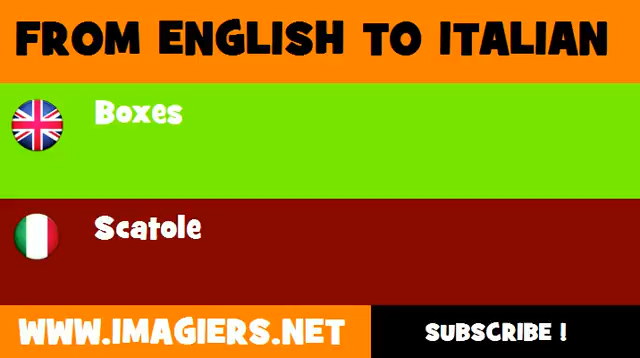 FROM ENGLISH TO ITALIAN
Boxes
Scatole
WWW.IMAGIERS.NET
SUBSCRIBE !